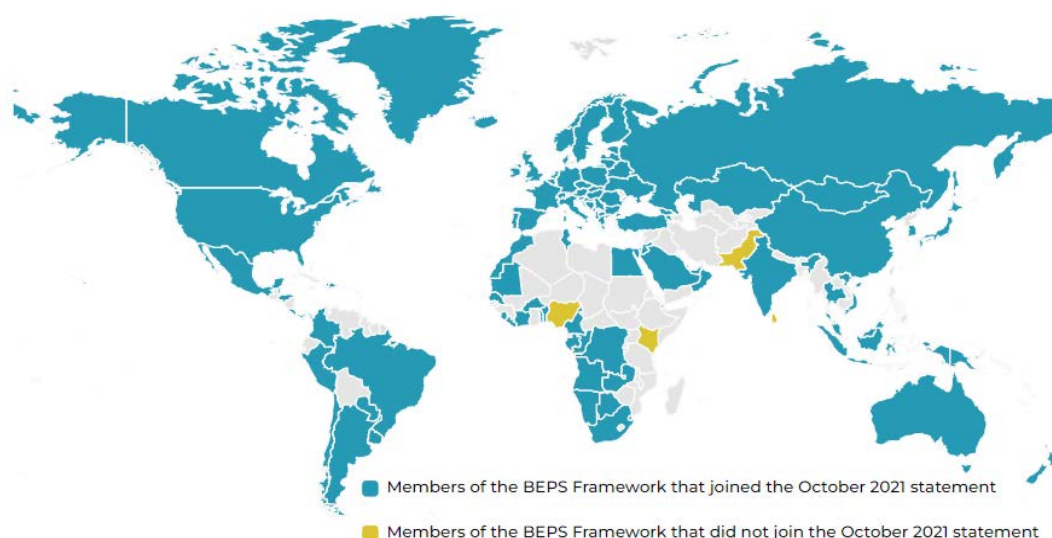 Members of the BEPS Framework that joined the October 2021 statement
Members of the BEPS Framework that did not join the October 2021 statement